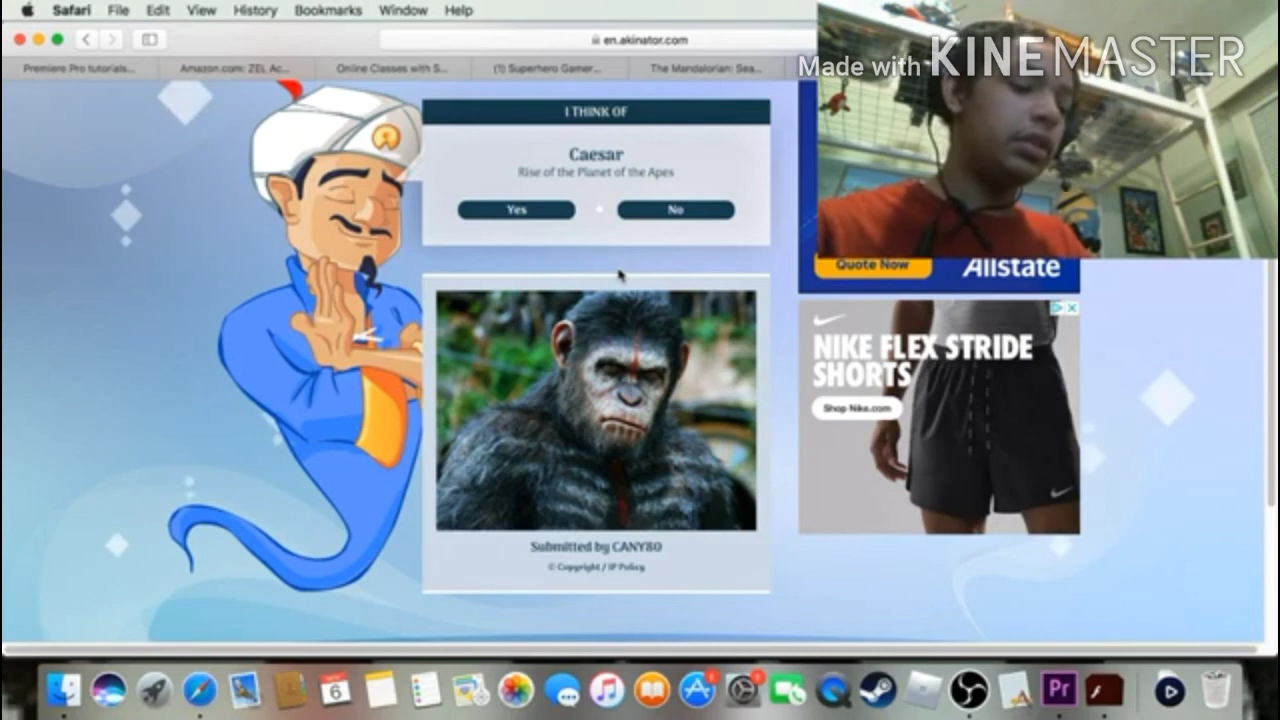 Safari File Edit View History Bookmarks Window Help
en.akinator.com
Made with KINEMASTER
Premiere Pro tutorials... Amazon.com: ZEL Ac... Online Classes with S... (1) Superhero Gamer... The Mandalorian: Sea...
I THINK OF
Caesar
Rise of the Planet of the Apes
Yes No
Quote Now Allstate
NIKE FLEX STRIDE
SHORTS
Shop Nike.com
Submitted by CANY80
© Copyright / IP Policy
6
Pr